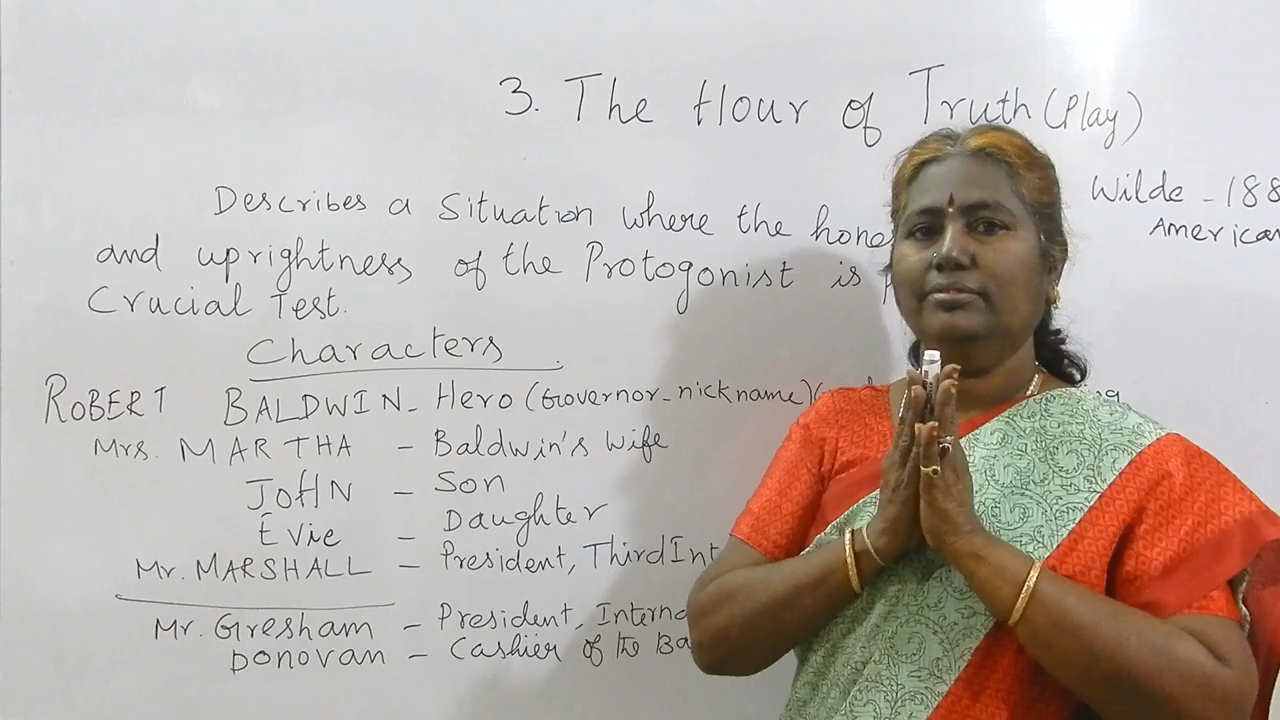 3. The Hour of Truth (Play)
Wilde - 188
American
Describes a Situation where the hone
and uprightness of the Protogonist is
Crucial Test.
Characters
ROBERT BALDWIN - Hero (Governor - nickname)
Mrs. MARTHA - Baldwin's wife
JOHN - Son
Evie - Daughter
Mr. MARSHALL - President, Third Int
Mr. Gresham - President, Interna
DONOVAN - Cashier of the Ba